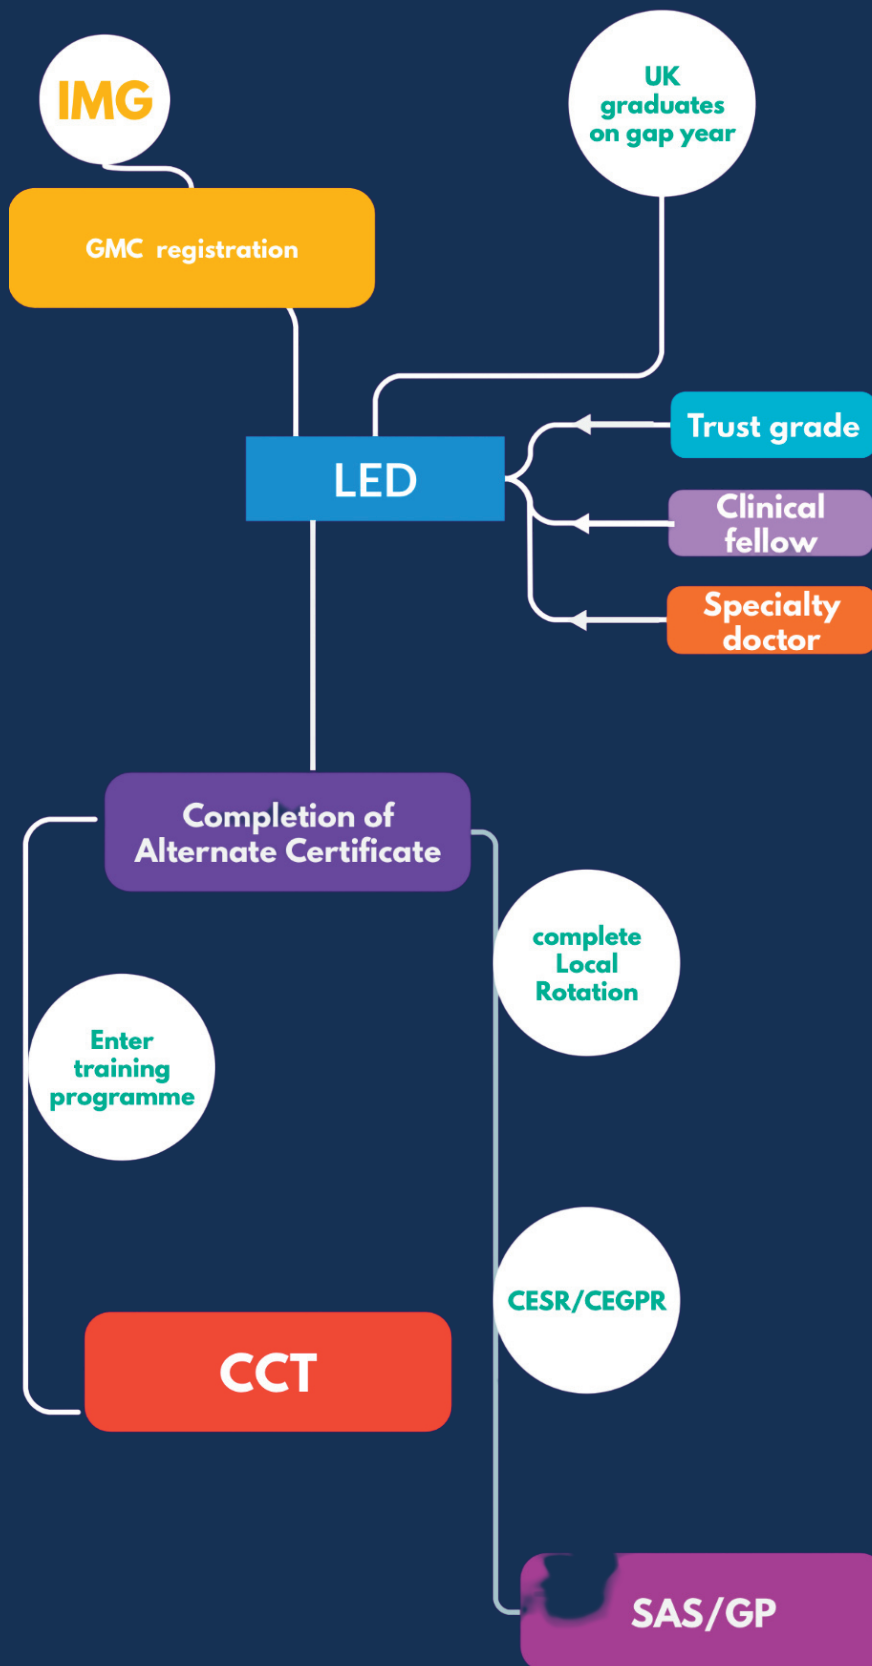 IMG
UK
graduates
on gap year
GMC registration
Trust grade
LED
Clinical
fellow
Specialty
doctor
Completion of
Alternate Certificate
complete
Local
Rotation
Enter
training
programme
CESR/CEGPR
CCT
SAS/GP